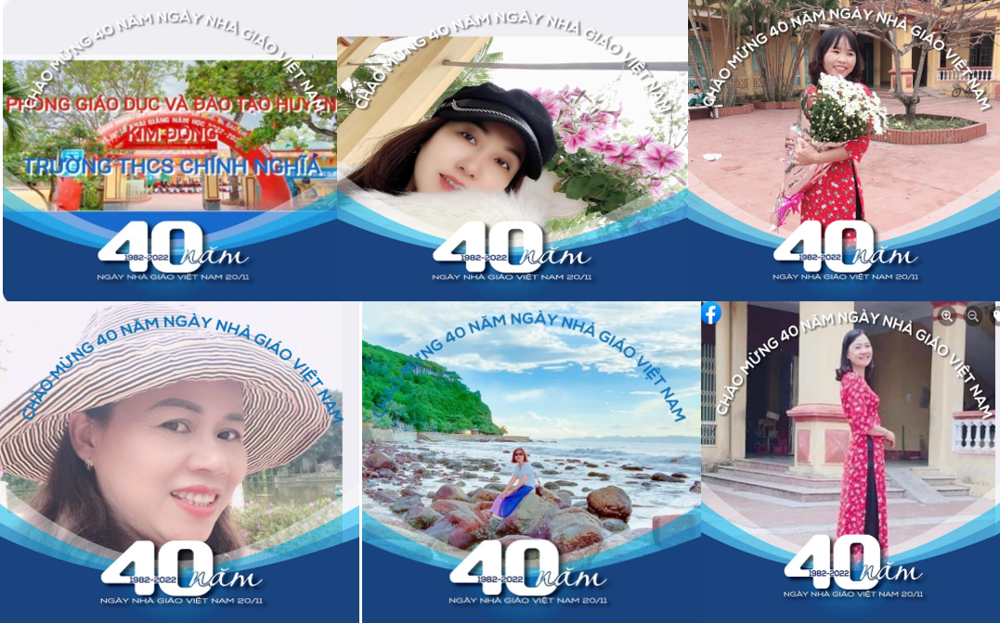 CHÀO MỪNG 40 NĂM NGÀY NHÀ GIÁO VIỆT NAM
PHÒNG GIÁO DỤC VÀ ĐÀO TẠO HUYỆN
KHAI GIẢNG NĂM HỌC
KIM ĐỘNG
TRƯỜNG THCS CHÍNH NGHĨA
40 năm
1982-2022
NGÀY NHÀ GIÁO VIỆT NAM 20/11
CHÀO MỪNG 40 NĂM NGÀY NHÀ GIÁO VIỆT NAM
40 năm
1982-2022
NGÀY NHÀ GIÁO VIỆT NAM 20/11
CHÀO MỪNG 40 NĂM NGÀY NHÀ GIÁO VIỆT NAM
40 năm
1982-2022
NGÀY NHÀ GIÁO VIỆT NAM 20/11
CHÀO MỪNG 40 NĂM NGÀY NHÀ GIÁO VIỆT NAM
40 năm
1982-2022
NGÀY NHÀ GIÁO VIỆT NAM 20/11
CHÀO MỪNG 40 NĂM NGÀY NHÀ GIÁO VIỆT NAM
40 năm
1982-2022
NGÀY NHÀ GIÁO VIỆT NAM 20/11
CHÀO MỪNG 40 NĂM NGÀY NHÀ GIÁO VIỆT NAM
40 năm
1982-2022
NGÀY NHÀ GIÁO VIỆT NAM 20/11